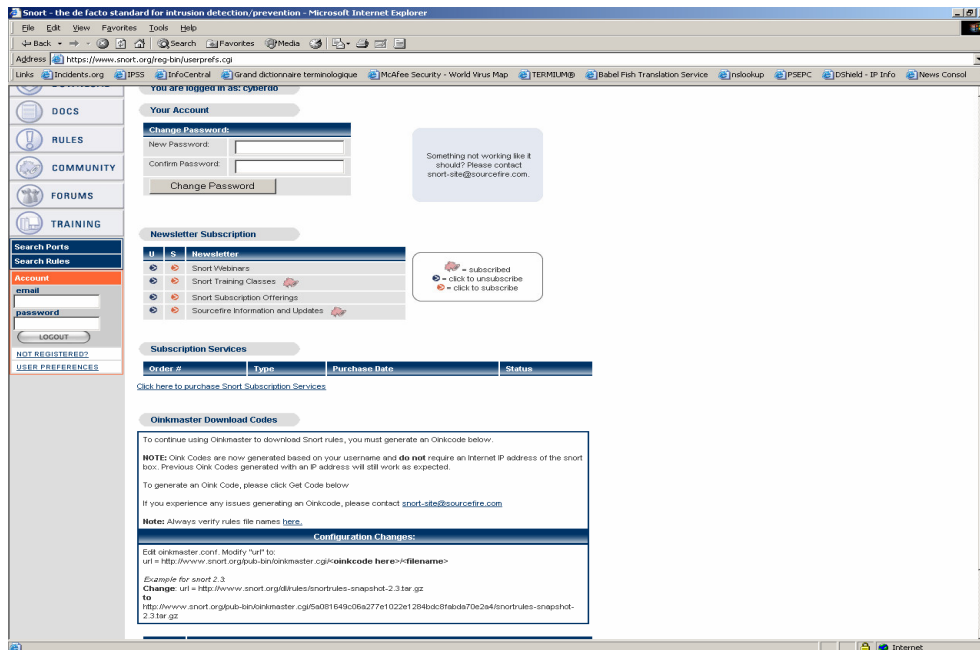 Snort - the de facto standard for intrusion detection/prevention - Microsoft Internet Explorer
File Edit View Favorites Tools Help
Back Search Favorites Media
Address https://www.snort.org/reg-bin/userprefs.cgi
Links Incidents.org IPSS InfoCentral Grand dictionnaire terminologique McAfee Security - World Virus Map TERMIUM® Babel Fish Translation Service nslookup PSEPC DShield - IP Info News Consol
You are logged in as: cyberdo
DOCS
RULES
COMMUNITY
FORUMS
TRAINING
Search Ports
Search Rules
Account
email
password
LOGOUT
NOT REGISTERED?
USER PREFERENCES
Your Account
Change Password:
New Password:
Confirm Password:
Change Password
Something not working like it
should? Please contact
snort-site@sourcefire.com.
Newsletter Subscription
U S Newsletter
Snort Webinars
Snort Training Classes
Snort Subscription Offerings
Sourcefire Information and Updates
= subscribed
= click to unsubscribe
= click to subscribe
Subscription Services
Order # Type Purchase Date Status
Click here to purchase Snort Subscription Services
Oinkmaster Download Codes
To continue using Oinkmaster to download Snort rules, you must generate an Oinkcode below.
NOTE: Oink Codes are now generated based on your username and do not require an Internet IP address of the snort
box. Previous Oink Codes generated with an IP address will still work as expected.
To generate an Oink Code, please click Get Code below
If you experience any issues generating an Oinkcode, please contact snort-site@sourcefire.com
Note: Always verify rules file names here.
Configuration Changes:
Edit oinkmaster.conf. Modify "url" to:
url = http://www.snort.org/pub-bin/oinkmaster.cgi/<oinkcode here>/<filename>
Example for snort 2.3:
Change: url = http://www.snort.org/dl/rules/snortrules-snapshot-2.3.tar.gz
to
http://www.snort.org/pub-bin/oinkmaster.cgi/5a081649c06a277e1022e1284bdc8fabda70e2a4/snortrules-snapshot-
2.3.tar.gz
Internet